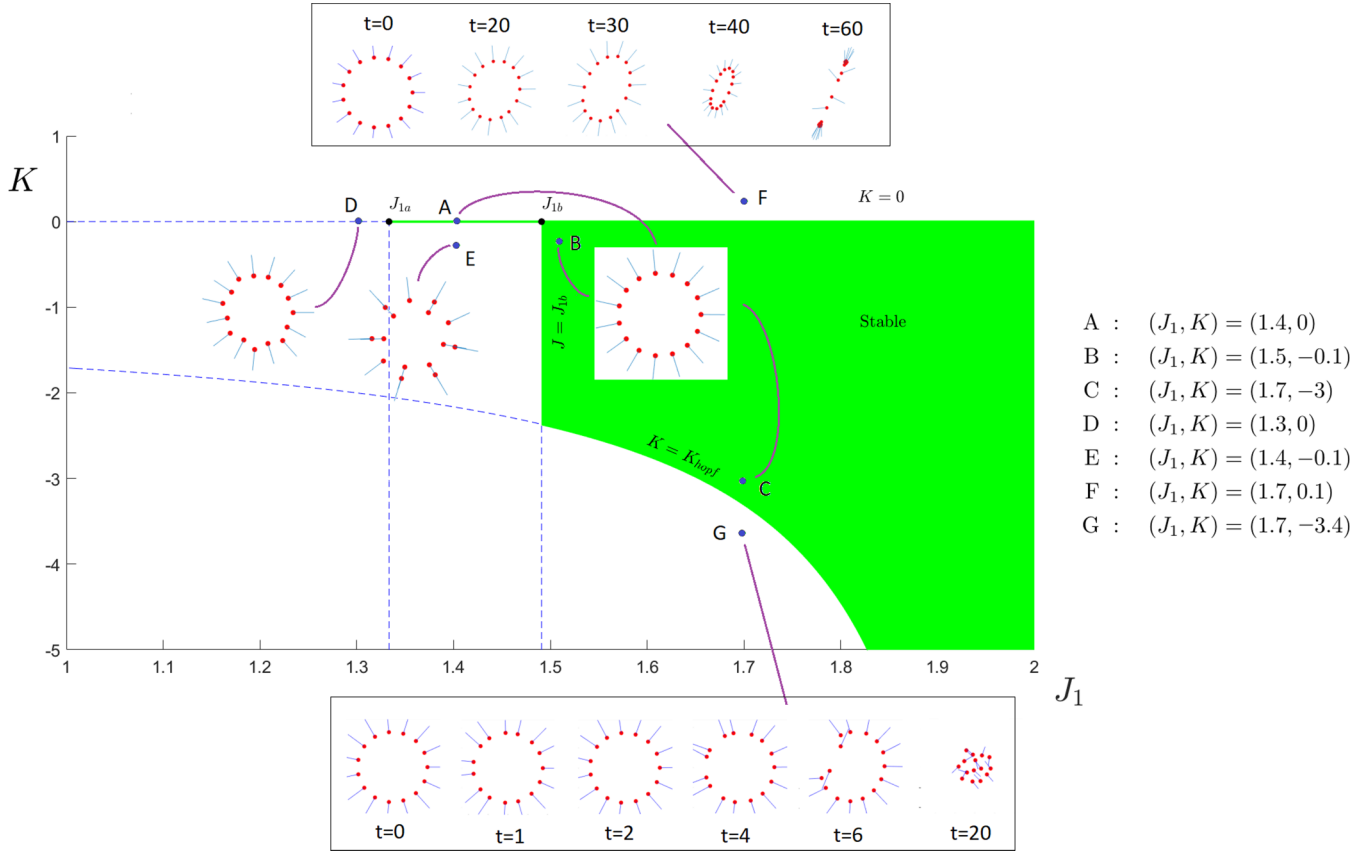 t=0 t=20 t=30 t=40 t=60
K
1
0
-1
-2
-3
-4
-5
D J₁ₐ A J₁b F K = 0
E B
J = J₁b
Stable
K = K_hopf
C
G
1 1.1 1.2 1.3 1.4 1.5 1.6 1.7 1.8 1.9 2
J₁
A : (J₁, K) = (1.4, 0)
B : (J₁, K) = (1.5, −0.1)
C : (J₁, K) = (1.7, −3)
D : (J₁, K) = (1.3, 0)
E : (J₁, K) = (1.4, −0.1)
F : (J₁, K) = (1.7, 0.1)
G : (J₁, K) = (1.7, −3.4)
t=0 t=1 t=2 t=4 t=6 t=20